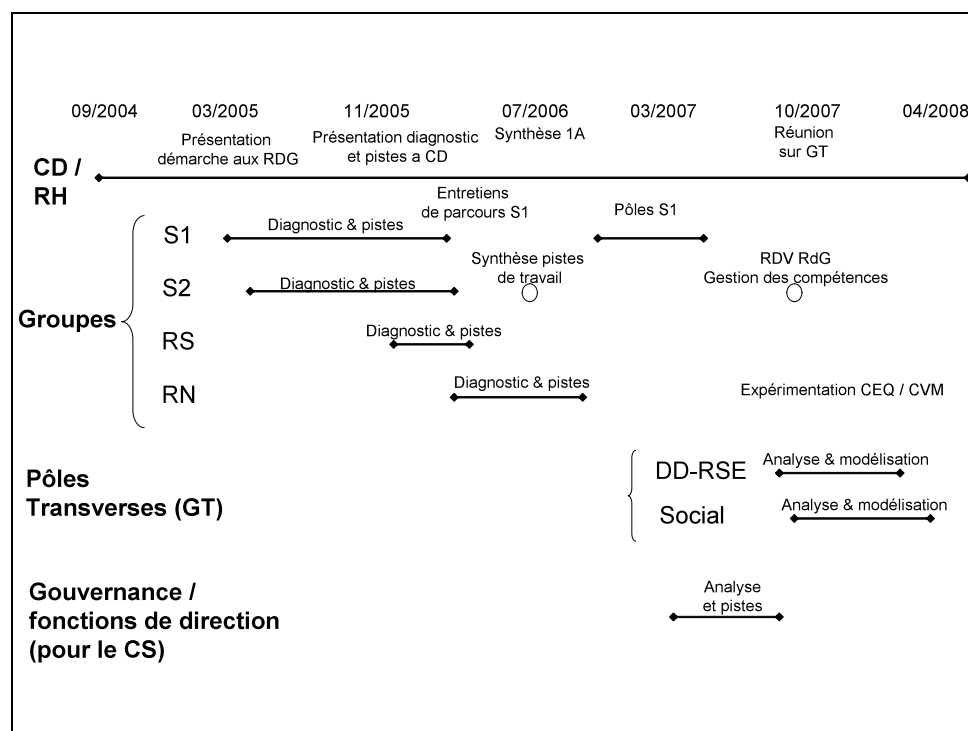 09/2004 03/2005 11/2005 07/2006 03/2007 10/2007 04/2008
Présentation
démarche aux RDG
Présentation diagnostic
et pistes a CD
Synthèse 1A
Réunion
sur GT
CD /
RH
Entretiens
de parcours S1
Pôles S1
Groupes
S1
Diagnostic & pistes
Synthèse pistes
de travail
RDV RdG
Gestion des compétences
S2
Diagnostic & pistes
RS
Diagnostic & pistes
RN
Diagnostic & pistes
Expérimentation CEQ / CVM
Pôles
Transverses (GT)
DD-RSE
Analyse & modélisation
Social
Analyse & modélisation
Gouvernance /
fonctions de direction
(pour le CS)
Analyse
et pistes